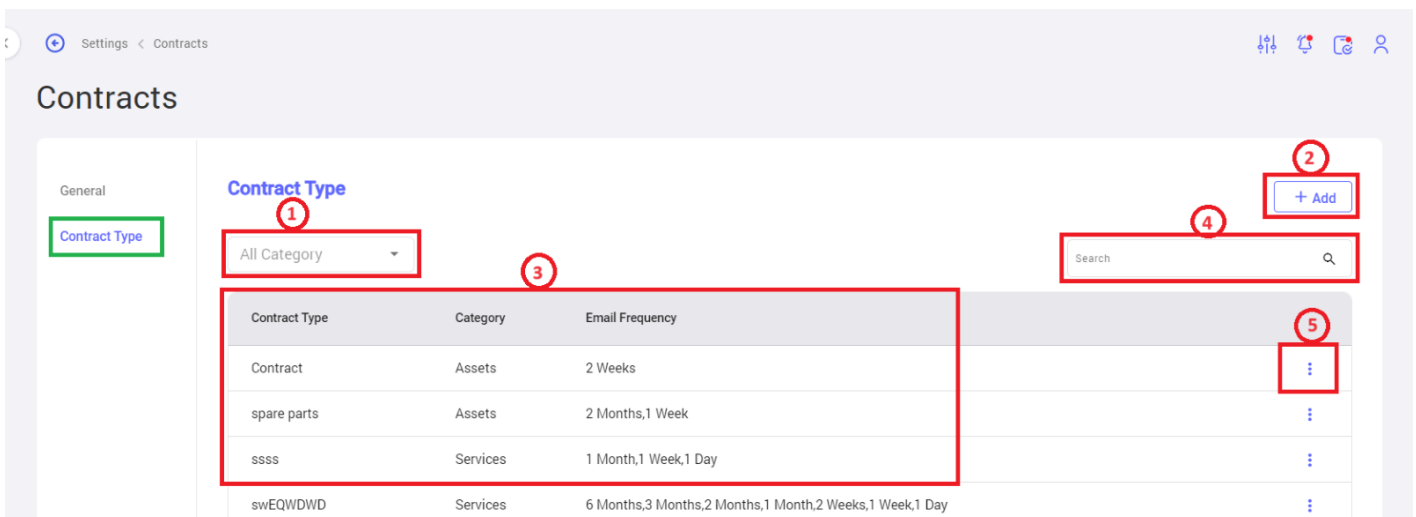 Settings < Contracts
Contracts
General
Contract Type
Contract Type
1
2
+ Add
All Category
4
Search
3
Contract Type Category Email Frequency
5
Contract Assets 2 Weeks
spare parts Assets 2 Months,1 Week
ssss Services 1 Month,1 Week,1 Day
swEQWDWD Services 6 Months,3 Months,2 Months,1 Month,2 Weeks,1 Week,1 Day